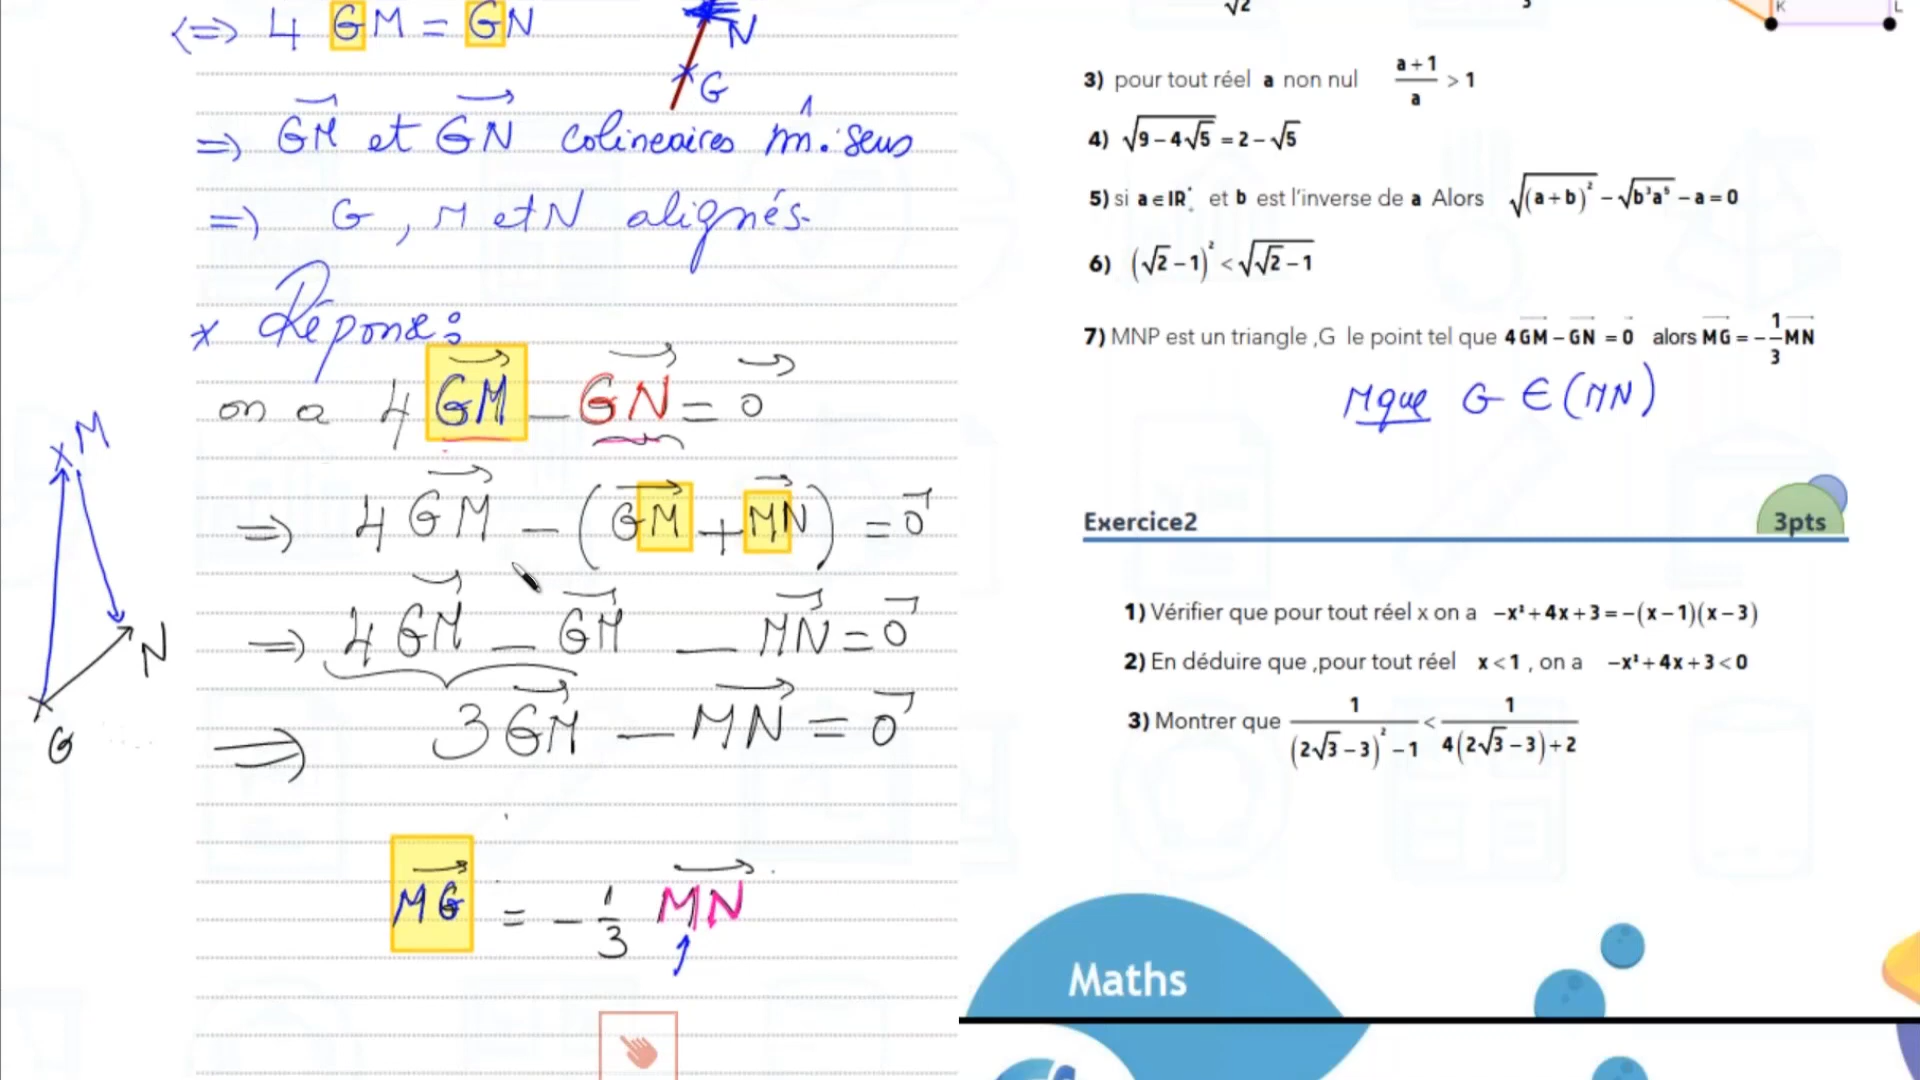 <=> 4 GM = GN
N
G
=> GM et GN colineaires m̂. sens
=> G, M et N alignés.
* Réponse:
on a 4 GM - GN = 0
=> 4 GM - (GM + MN) = 0
=> 4 GM - GM - MN = 0
=> 3 GM - MN = 0
MG = - 1/3 MN
M
N
G
√2
3
K
L
3) pour tout réel a non nul (a+1)/a > 1
4) √(9-4√5) = 2-√5
5) si a∈IR*₊ et b est l'inverse de a Alors √((a+b)²) - √(b³a⁵) - a = 0
6) (√2-1)² < √(√2-1)
7) MNP est un triangle ,G le point tel que 4GM - GN = 0 alors MG = -1/3 MN
Mque G ∈ (MN)
Exercice2
3pts
1) Vérifier que pour tout réel x on a -x²+4x+3=-(x-1)(x-3)
2) En déduire que ,pour tout réel x<1 , on a -x²+4x+3<0
3) Montrer que 1/((2√3-3)²-1) < 1/(4(2√3-3)+2)
Maths